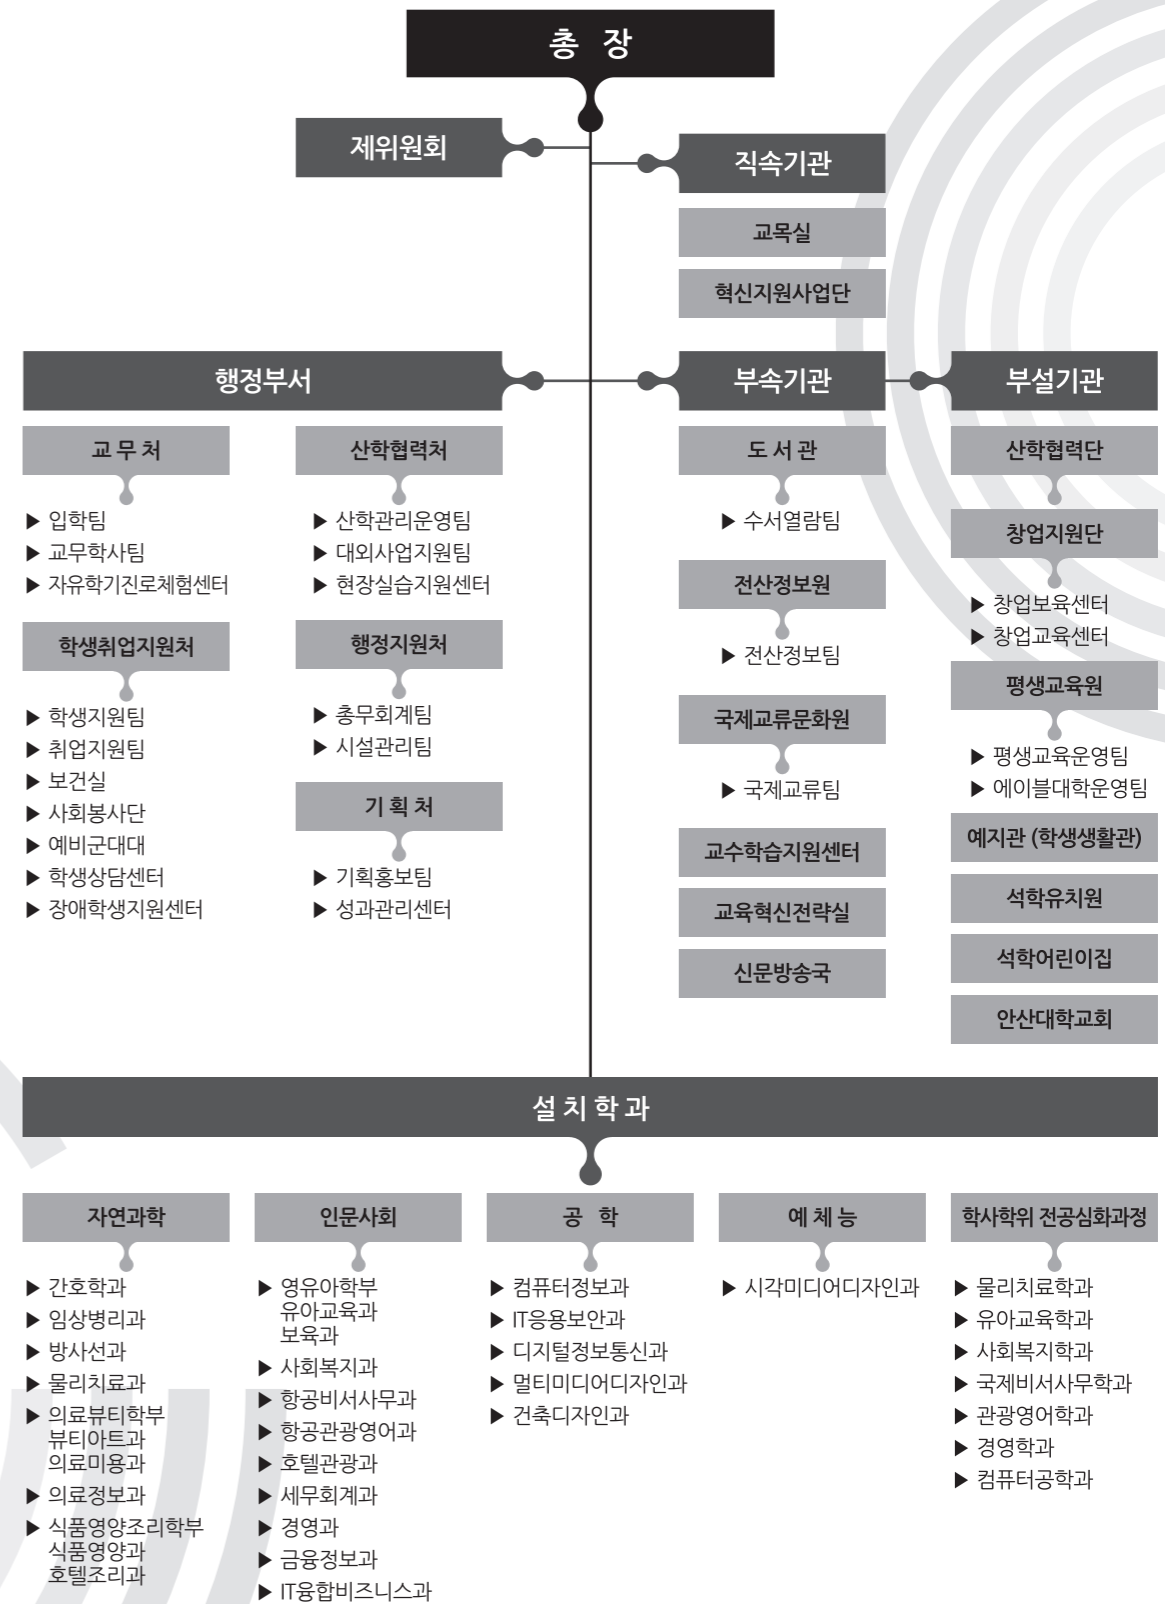 총 장
제위원회
직속기관
교목실
혁신지원사업단
행정부서
교 무 처
▶ 입학팀
▶ 교무학사팀
▶ 자유학기진로체험센터
학생취업지원처
▶ 학생지원팀
▶ 취업지원팀
▶ 보건실
▶ 사회봉사단
▶ 예비군대대
▶ 학생상담센터
▶ 장애학생지원센터
산학협력처
▶ 산학관리운영팀
▶ 대외사업지원팀
▶ 현장실습지원센터
행정지원처
▶ 총무회계팀
▶ 시설관리팀
기 획 처
▶ 기획홍보팀
▶ 성과관리센터
부속기관
도 서 관
▶ 수서열람팀
전산정보원
▶ 전산정보팀
국제교류문화원
▶ 국제교류팀
교수학습지원센터
교육혁신전략실
신문방송국
부설기관
산학협력단
창업지원단
▶ 창업보육센터
▶ 창업교육센터
평생교육원
▶ 평생교육운영팀
▶ 에이블대학운영팀
예지관 (학생생활관)
석학유치원
석학어린이집
안산대학교회
설 치 학 과
자연과학
▶ 간호학과
▶ 임상병리과
▶ 방사선과
▶ 물리치료과
▶ 의료뷰티학부
뷰티아트과
의료미용과
▶ 의료정보과
▶ 식품영양조리학부
식품영양과
호텔조리과
인문사회
▶ 영유아학부
유아교육과
보육과
▶ 사회복지과
▶ 항공비서사무과
▶ 항공관광영어과
▶ 호텔관광과
▶ 세무회계과
▶ 경영과
▶ 금융정보과
▶ IT융합비즈니스과
공 학
▶ 컴퓨터정보과
▶ IT응용보안과
▶ 디지털정보통신과
▶ 멀티미디어디자인과
▶ 건축디자인과
예 체 능
▶ 시각미디어디자인과
학사학위 전공심화과정
▶ 물리치료학과
▶ 유아교육학과
▶ 사회복지학과
▶ 국제비서사무학과
▶ 관광영어학과
▶ 경영학과
▶ 컴퓨터공학과